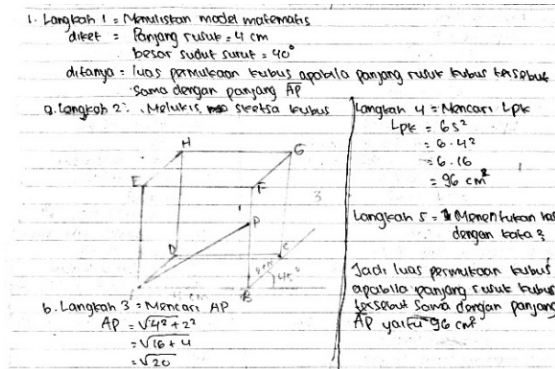 1. Langkah 1 = Menuliskan model matematis
diket = Panjang rusuk = 4 cm
besar sudut surut = 40°
ditanya = luas permukaan kubus apabila panjang rusuk kubus tersebut
sama dengan panjang AP
a. Langkah 2 : Melukis sketsa kubus
H
G
E
F
P
3
D
C
45°
B
b. Langkah 3 = Mencari AP
AP = √4² + 2²
= √16 + 4
= √20
Langkah 4 = Mencari Lpk
Lpk = 6s²
= 6 · 4²
= 6 · 16
= 96 cm²
Langkah 5 = Menentukan
dengan kata ²
Jadi luas permukaan kubus
apabila panjang rusuk kubus
tersebut sama dengan panjang
AP yaitu 96 cm²